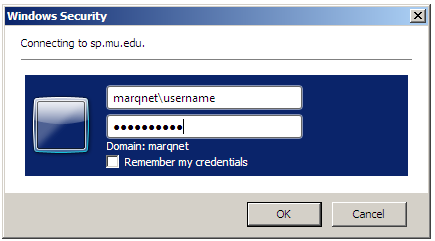 Windows Security
Connecting to sp.mu.edu.
marqnet\username
●●●●●●●●●●
Domain: marqnet
Remember my credentials
OK
Cancel